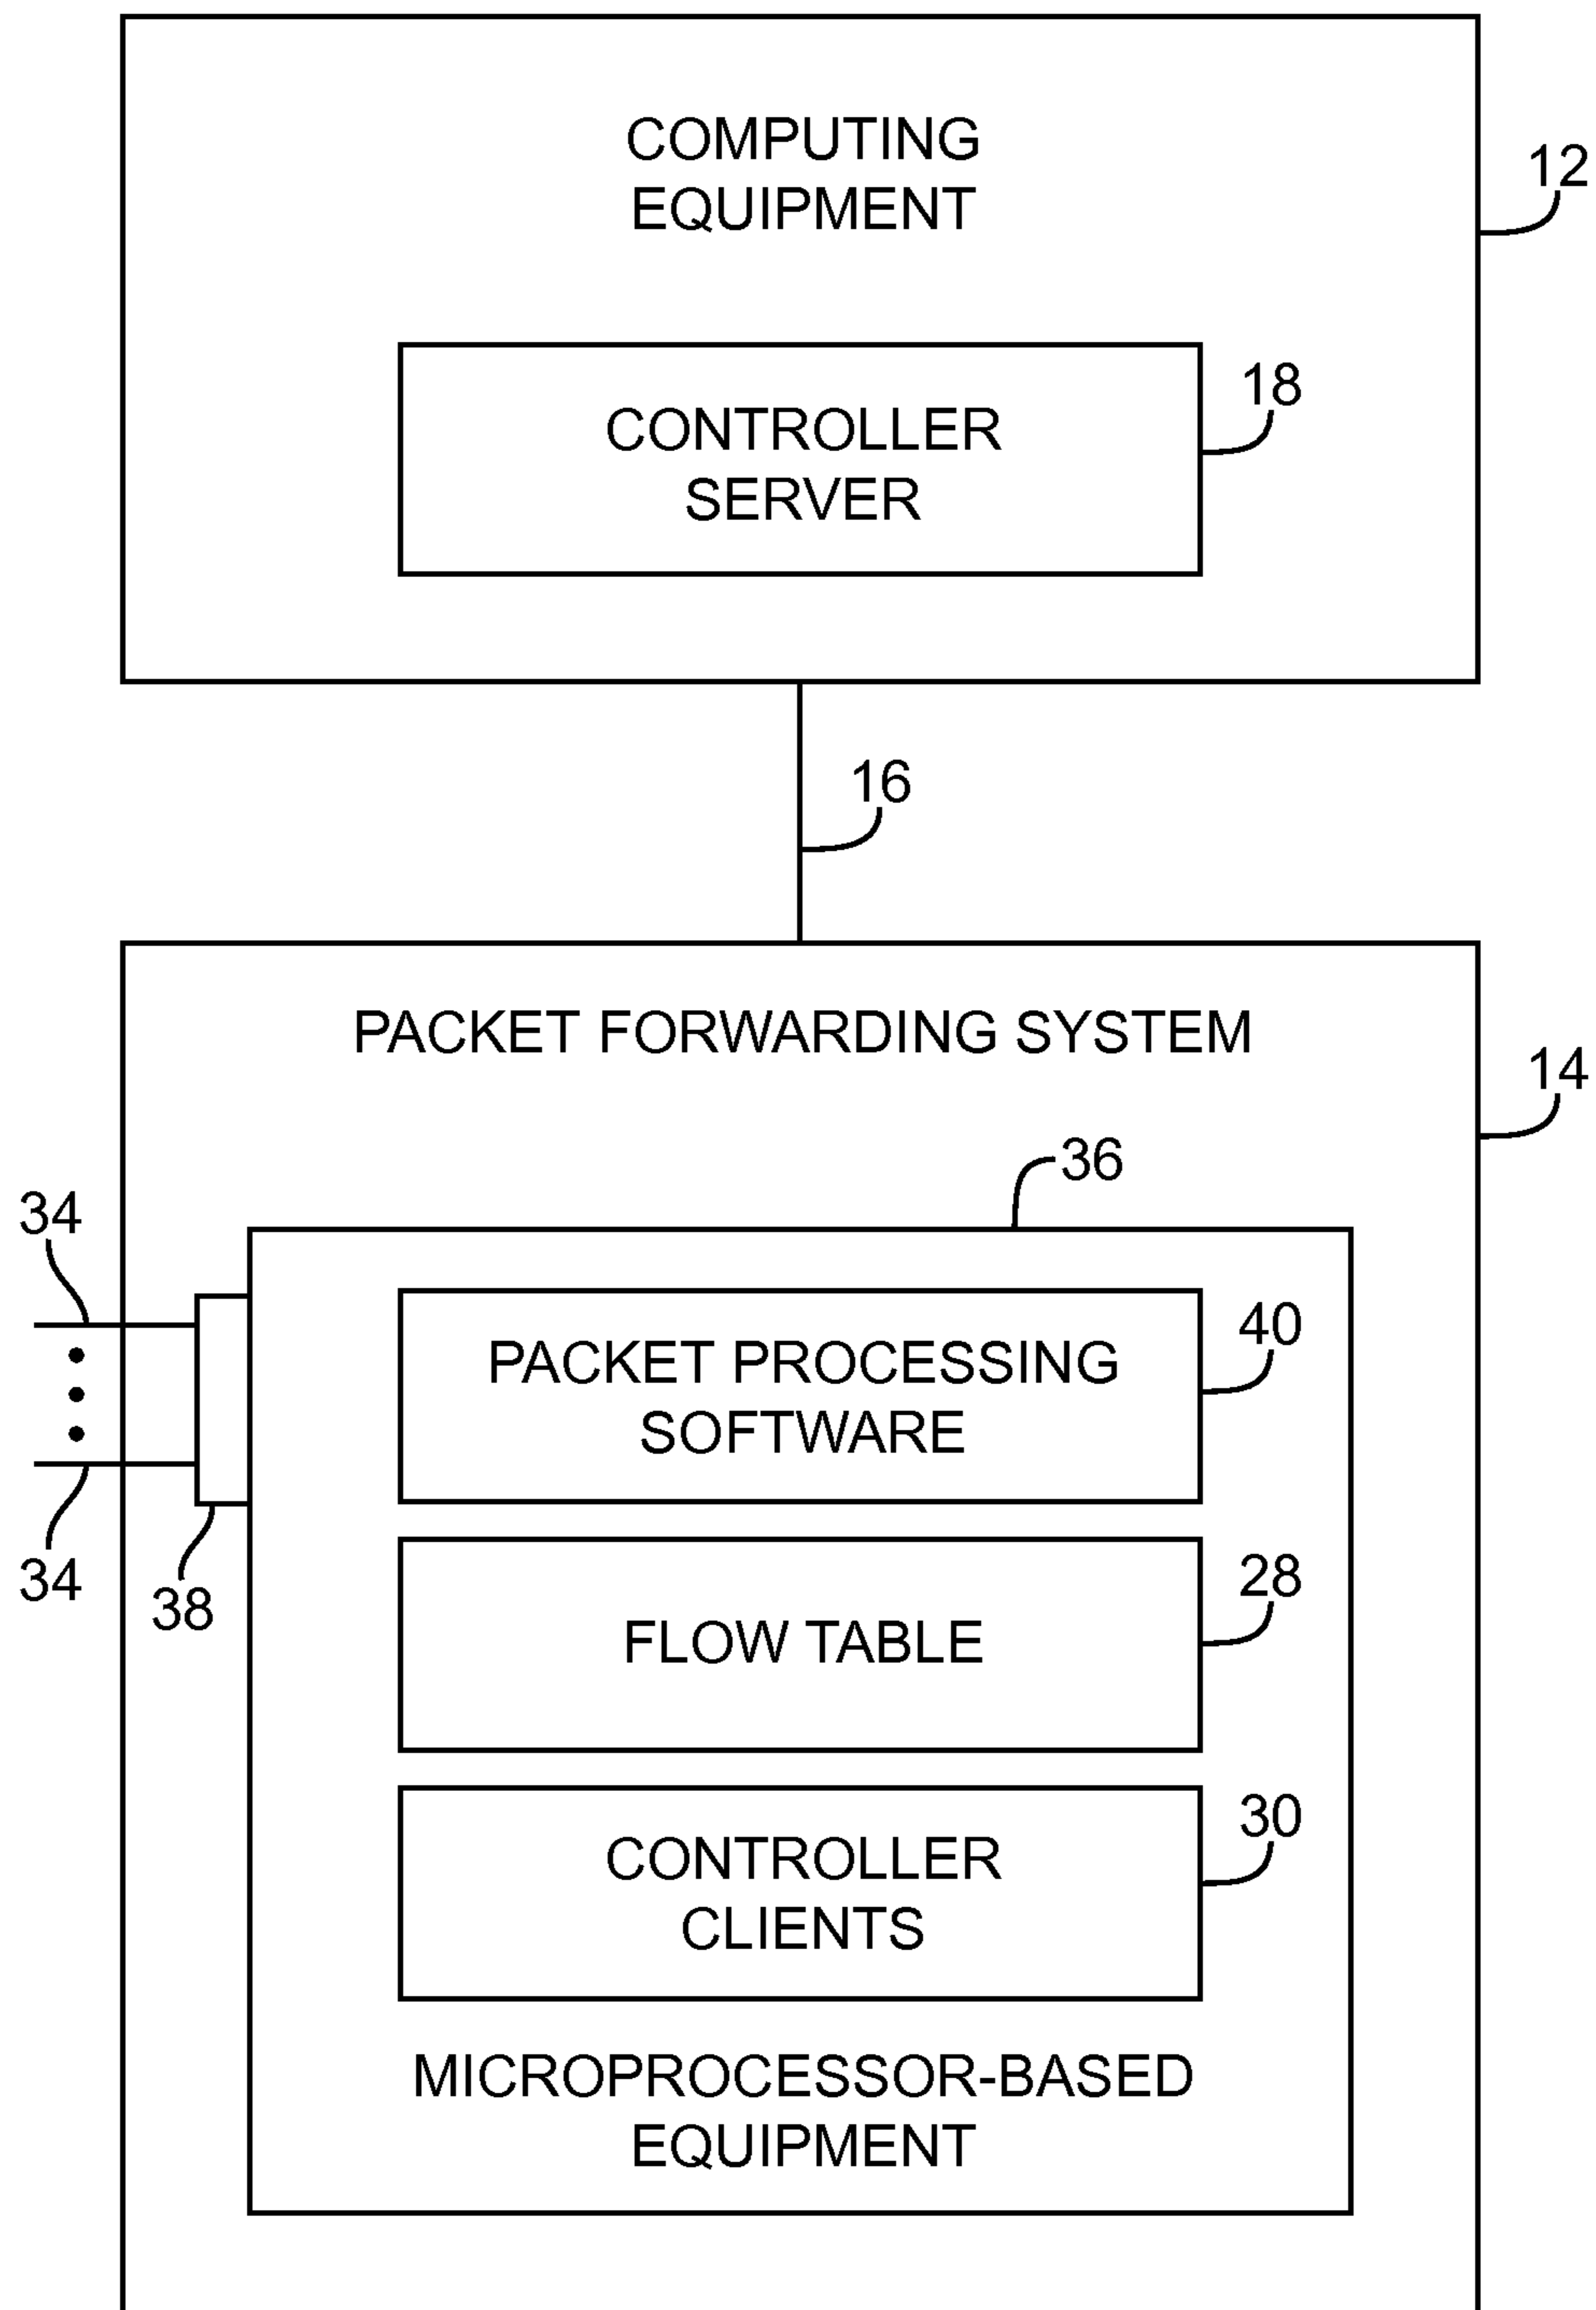 COMPUTING
EQUIPMENT
12
18
CONTROLLER
SERVER
16
PACKET FORWARDING SYSTEM
14
36
34
40
PACKET PROCESSING
SOFTWARE
34
38
28
FLOW TABLE
30
CONTROLLER
CLIENTS
MICROPROCESSOR-BASED
EQUIPMENT